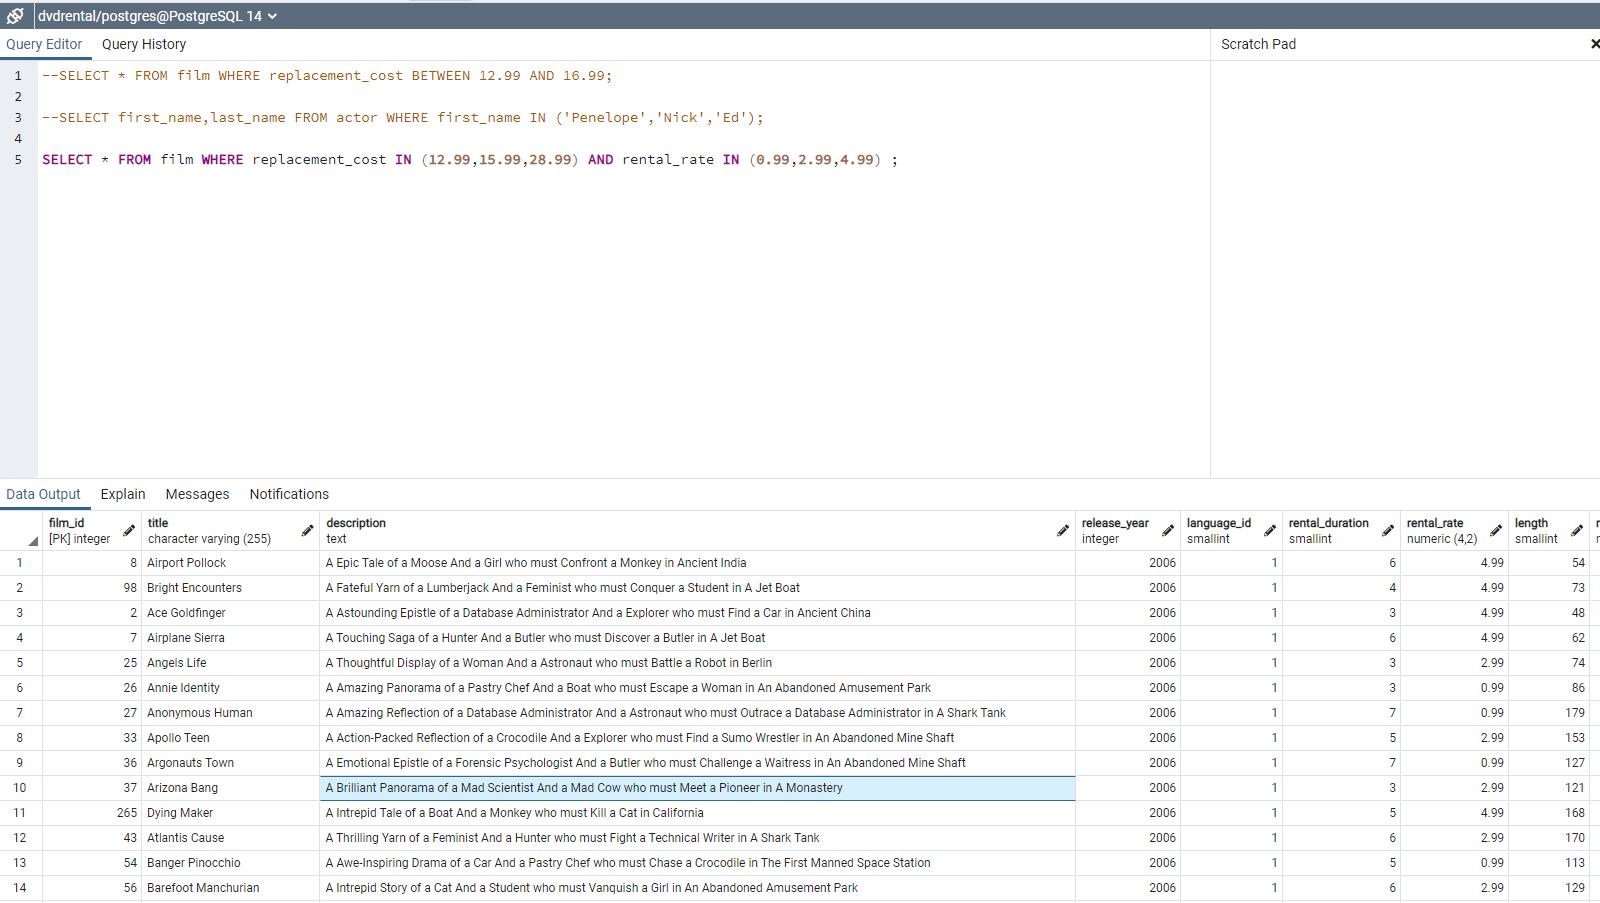 dvdrental/postgres@PostgreSQL 14
Query Editor Query History Scratch Pad
1 --SELECT * FROM film WHERE replacement_cost BETWEEN 12.99 AND 16.99;
2
3 --SELECT first_name,last_name FROM actor WHERE first_name IN ('Penelope','Nick','Ed');
4
5 SELECT * FROM film WHERE replacement_cost IN (12.99,15.99,28.99) AND rental_rate IN (0.99,2.99,4.99) ;
Data Output Explain Messages Notifications
film_id title description release_year language_id rental_duration rental_rate length
[PK] integer character varying (255) text integer smallint smallint numeric (4,2) smallint
1 8 Airport Pollock A Epic Tale of a Moose And a Girl who must Confront a Monkey in Ancient India 2006 1 6 4.99 54
2 98 Bright Encounters A Fateful Yarn of a Lumberjack And a Feminist who must Conquer a Student in A Jet Boat 2006 1 4 4.99 73
3 2 Ace Goldfinger A Astounding Epistle of a Database Administrator And a Explorer who must Find a Car in Ancient China 2006 1 3 4.99 48
4 7 Airplane Sierra A Touching Saga of a Hunter And a Butler who must Discover a Butler in A Jet Boat 2006 1 6 4.99 62
5 25 Angels Life A Thoughtful Display of a Woman And a Astronaut who must Battle a Robot in Berlin 2006 1 3 2.99 74
6 26 Annie Identity A Amazing Panorama of a Pastry Chef And a Boat who must Escape a Woman in An Abandoned Amusement Park 2006 1 3 0.99 86
7 27 Anonymous Human A Amazing Reflection of a Database Administrator And a Astronaut who must Outrace a Database Administrator in A Shark Tank 2006 1 7 0.99 179
8 33 Apollo Teen A Action-Packed Reflection of a Crocodile And a Explorer who must Find a Sumo Wrestler in An Abandoned Mine Shaft 2006 1 5 2.99 153
9 36 Argonauts Town A Emotional Epistle of a Forensic Psychologist And a Butler who must Challenge a Waitress in An Abandoned Mine Shaft 2006 1 7 0.99 127
10 37 Arizona Bang A Brilliant Panorama of a Mad Scientist And a Mad Cow who must Meet a Pioneer in A Monastery 2006 1 3 2.99 121
11 265 Dying Maker A Intrepid Tale of a Boat And a Monkey who must Kill a Cat in California 2006 1 5 4.99 168
12 43 Atlantis Cause A Thrilling Yarn of a Feminist And a Hunter who must Fight a Technical Writer in A Shark Tank 2006 1 6 2.99 170
13 54 Banger Pinocchio A Awe-Inspiring Drama of a Car And a Pastry Chef who must Chase a Crocodile in The First Manned Space Station 2006 1 5 0.99 113
14 56 Barefoot Manchurian A Intrepid Story of a Cat And a Student who must Vanquish a Girl in An Abandoned Amusement Park 2006 1 6 2.99 129